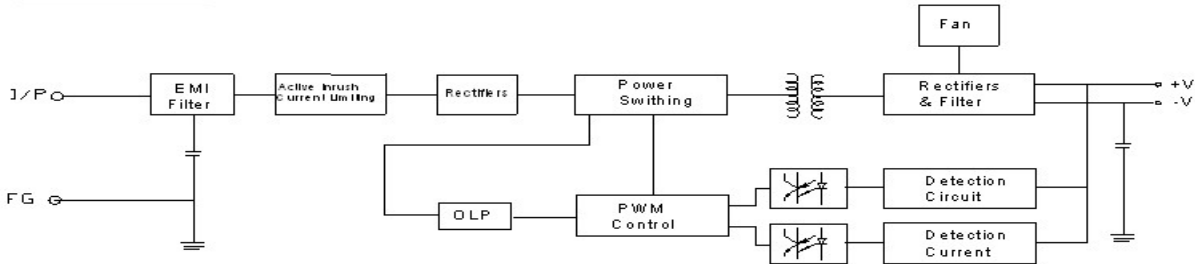 Fan
I/P
EMI
Filter
Active Inrush
Current Limiting
Rectifiers
Power
Swithing
Rectifiers
& Filter
+V
-V
FG
OLP
PWM
Control
Detection
Circuit
Detection
Current